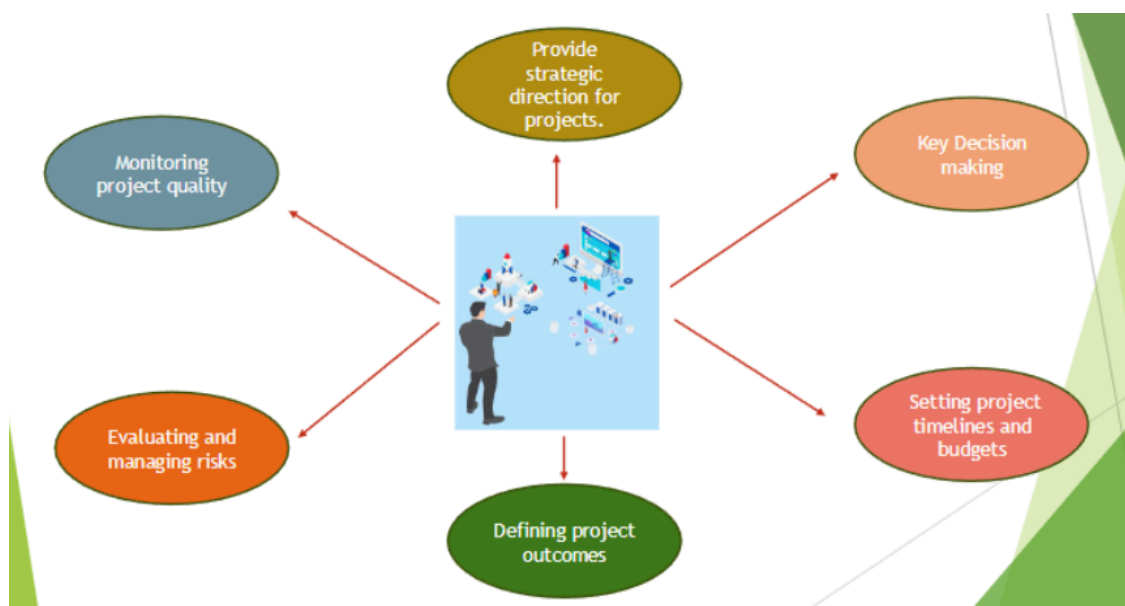 Provide
strategic
direction for
projects.
Key Decision
making
Monitoring
project quality
Setting project
timelines and
budgets
Evaluating and
managing risks
Defining project
outcomes